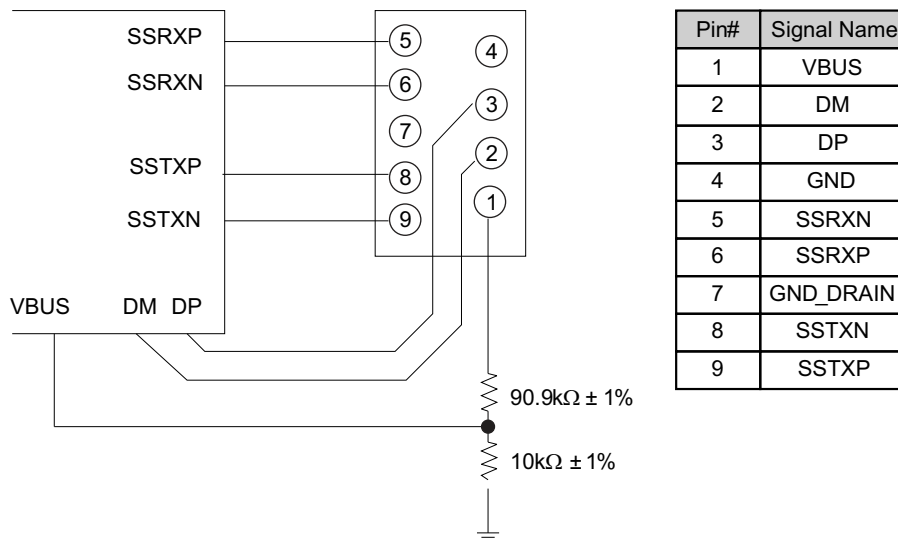 SSRXP
SSRXN
SSTXP
SSTXN
VBUS
DM
DP
5
6
7
8
9
4
3
2
1
90.9kΩ ± 1%
10kΩ ± 1%
Pin# Signal Name
1 VBUS
2 DM
3 DP
4 GND
5 SSRXN
6 SSRXP
7 GND_DRAIN
8 SSTXN
9 SSTXP